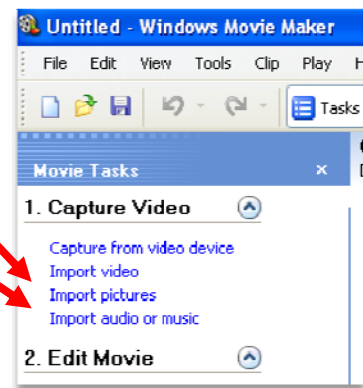 Untitled - Windows Movie Maker
File Edit View Tools Clip Play
Tasks
Movie Tasks
1. Capture Video
Capture from video device
Import video
Import pictures
Import audio or music
2. Edit Movie